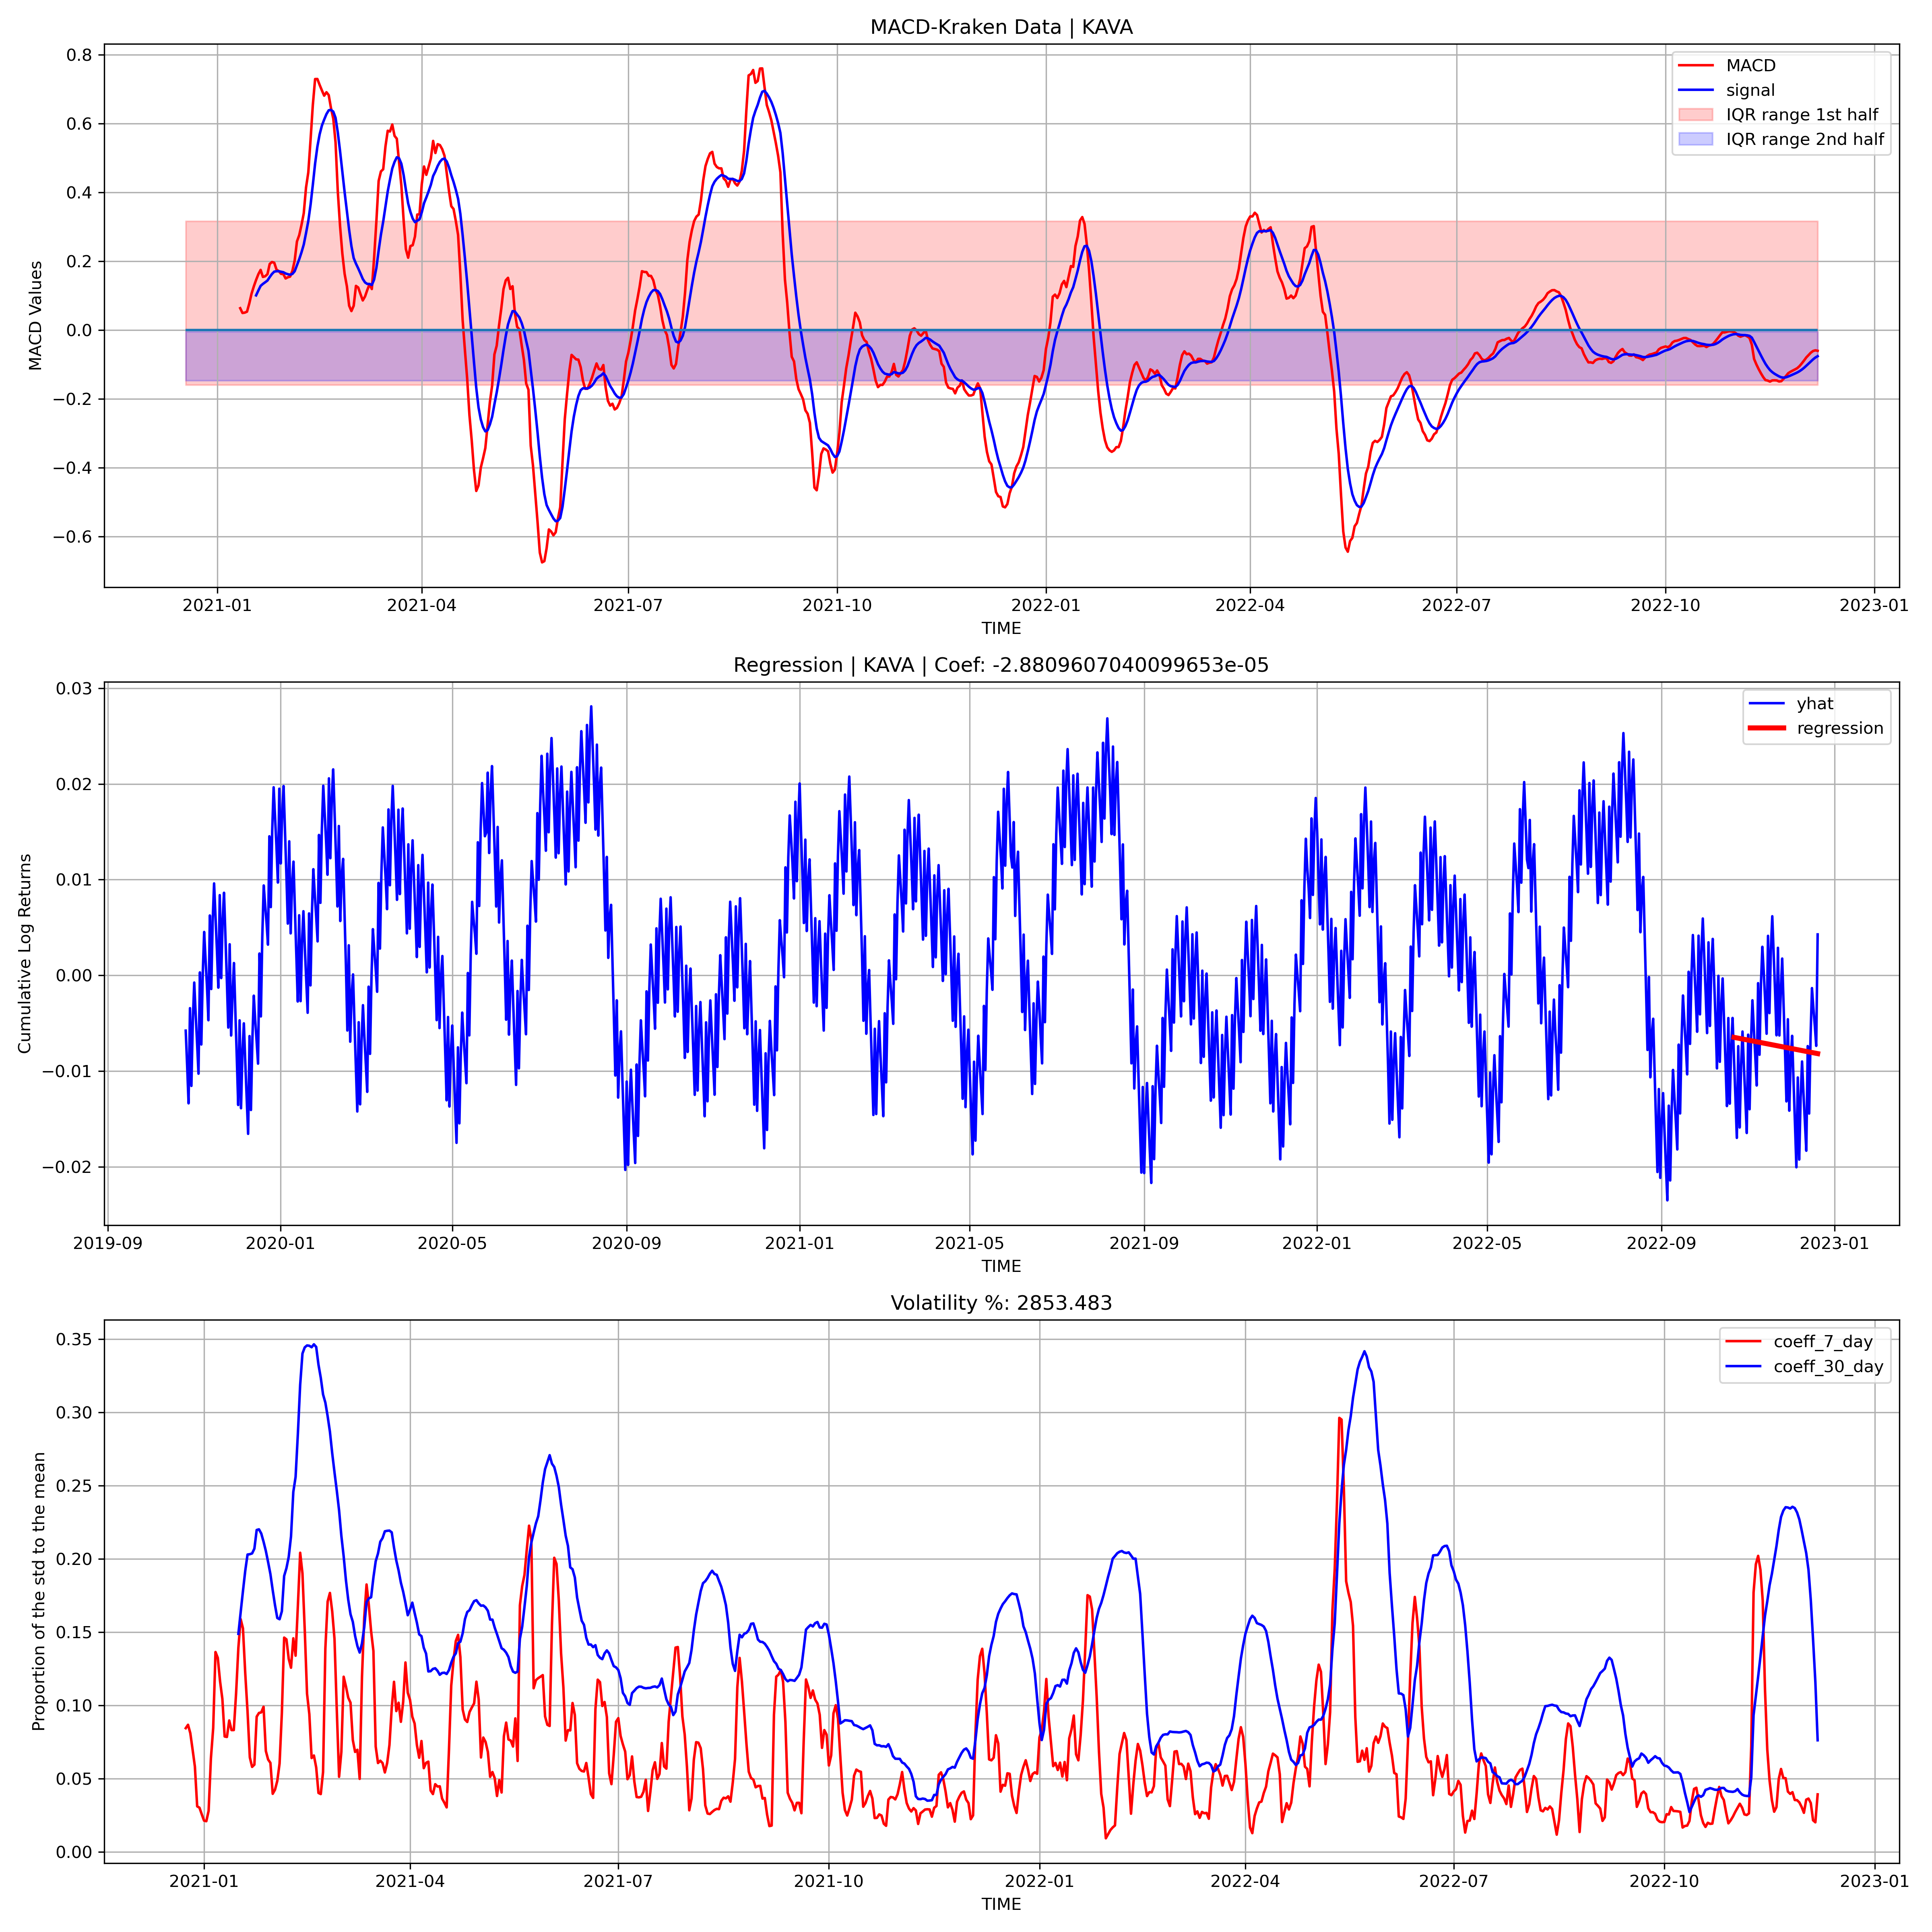 MACD-Kraken Data | KAVA
MACD Values
0.8
0.6
0.4
0.2
0.0
−0.2
−0.4
−0.6
MACD
signal
IQR range 1st half
IQR range 2nd half
2021-01 2021-04 2021-07 2021-10 2022-01 2022-04 2022-07 2022-10 2023-01
TIME
Regression | KAVA | Coef: -2.8809607040099653e-05
Cumulative Log Returns
0.03
0.02
0.01
0.00
−0.01
−0.02
yhat
regression
2019-09 2020-01 2020-05 2020-09 2021-01 2021-05 2021-09 2022-01 2022-05 2022-09 2023-01
TIME
Volatility %: 2853.483
Proportion of the std to the mean
0.35
0.30
0.25
0.20
0.15
0.10
0.05
0.00
coeff_7_day
coeff_30_day
2021-01 2021-04 2021-07 2021-10 2022-01 2022-04 2022-07 2022-10 2023-01
TIME